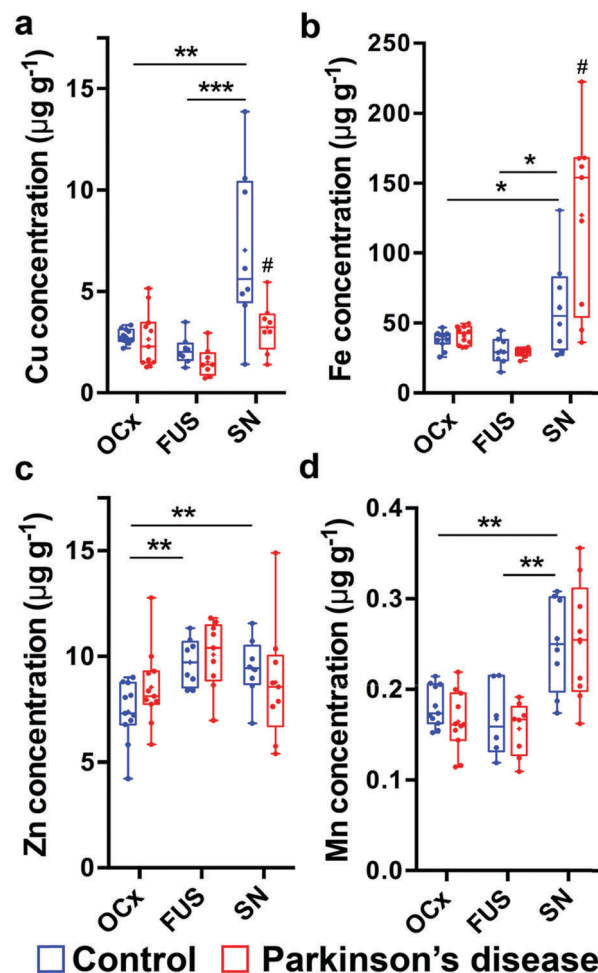 a
Cu concentration (µg g⁻¹)
15
10
5
0
**
***
#
OCx
FUS
SN
b
Fe concentration (µg g⁻¹)
250
200
150
100
50
0
#
*
*
OCx
FUS
SN
c
Zn concentration (µg g⁻¹)
15
10
5
0
**
**
OCx
FUS
SN
d
Mn concentration (µg g⁻¹)
0.4
0.3
0.2
0.1
0.0
**
**
OCx
FUS
SN
Control
Parkinson's disease